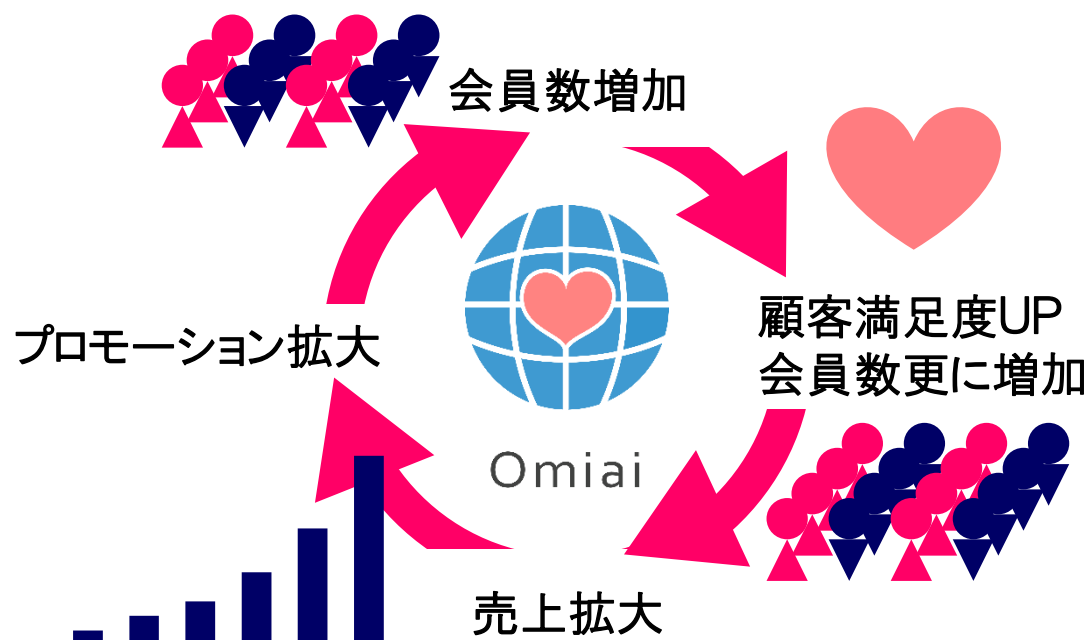 会員数増加
顧客満足度UP
会員数更に増加
プロモーション拡大
Omiai
売上拡大